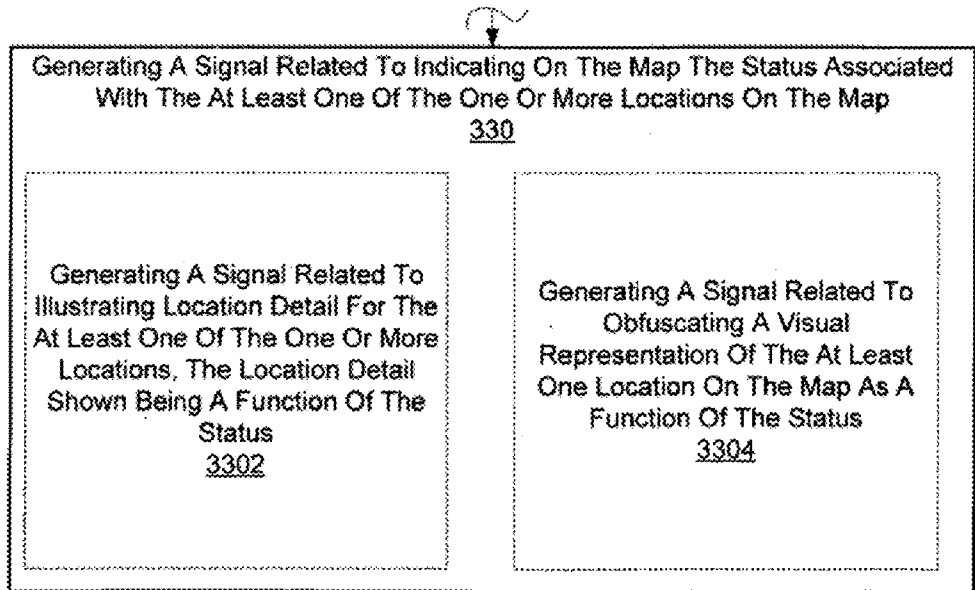 Generating A Signal Related To Indicating On The Map The Status Associated
With The At Least One Of The One Or More Locations On The Map
330
Generating A Signal Related To
Illustrating Location Detail For The
At Least One Of The One Or More
Locations, The Location Detail
Shown Being A Function Of The
Status
3302
Generating A Signal Related To
Obfuscating A Visual
Representation Of The At Least
One Location On The Map As A
Function Of The Status
3304